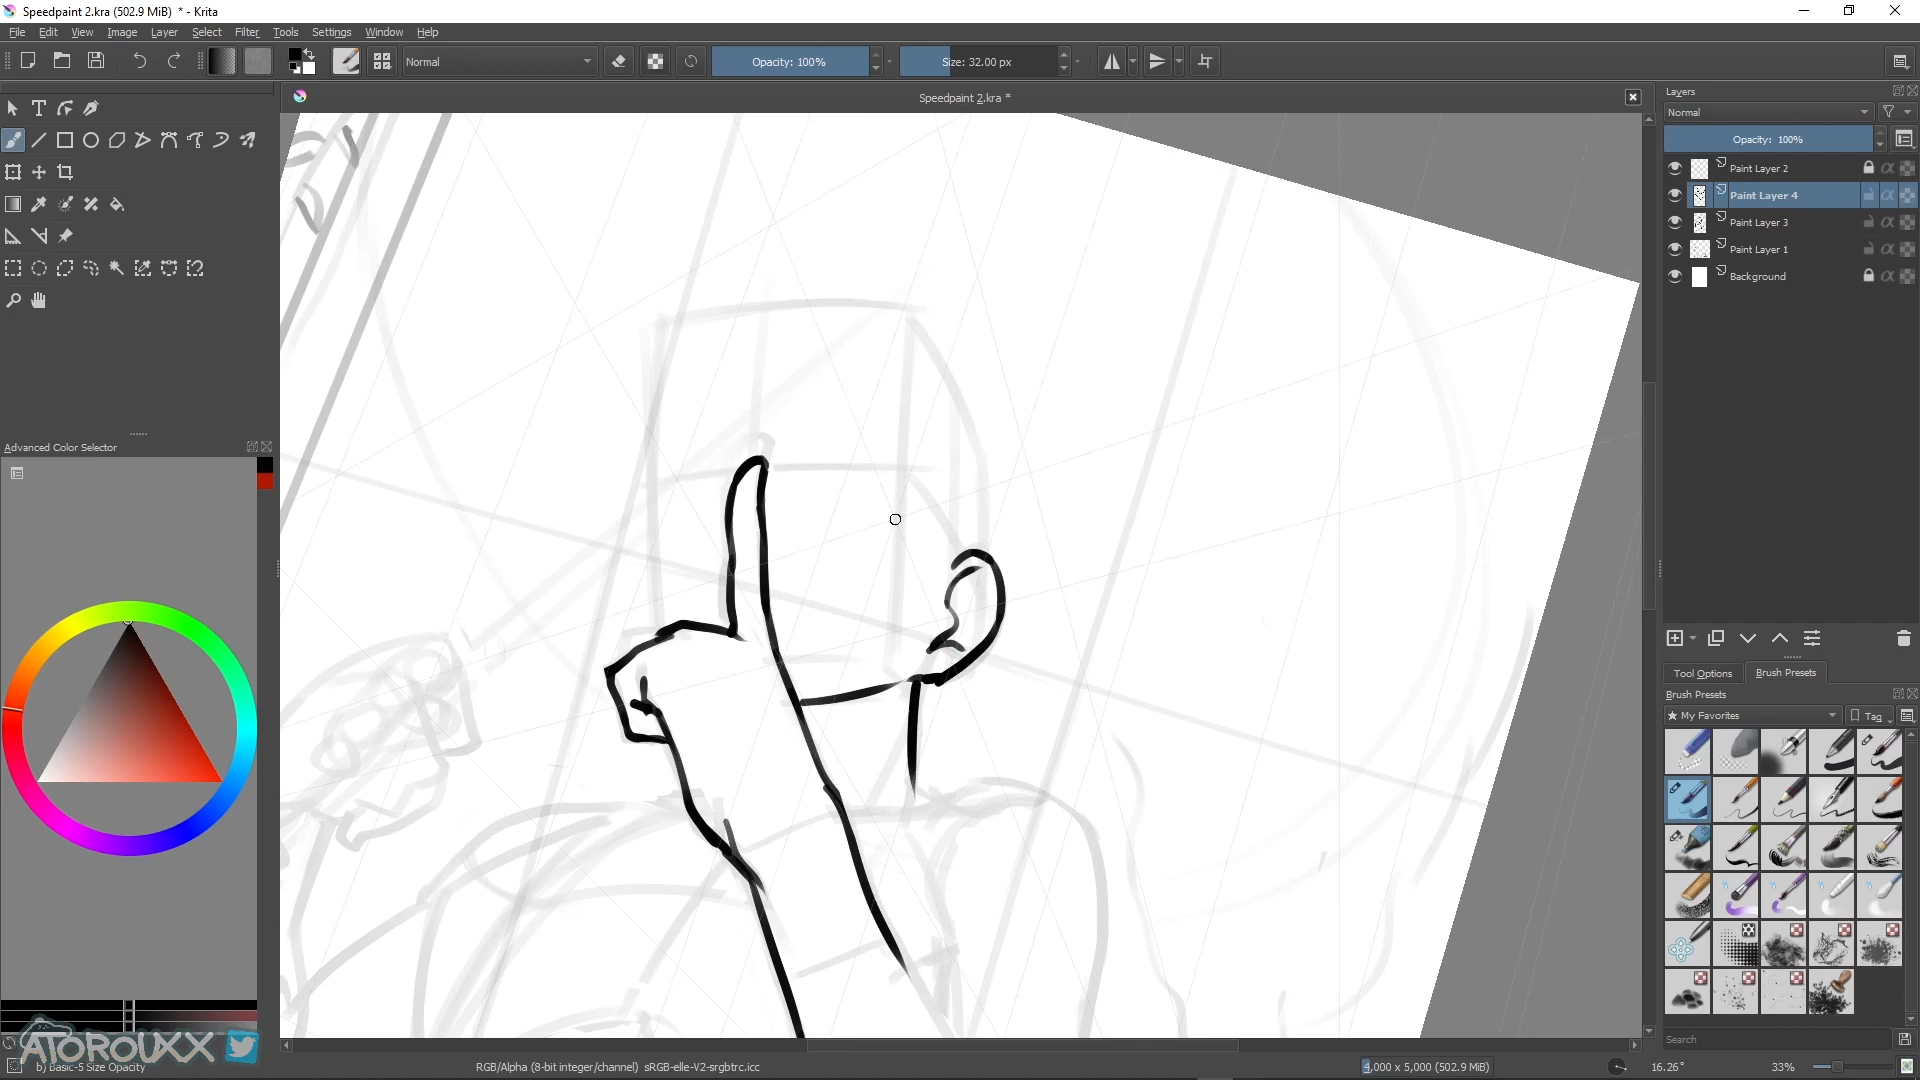 Speedpaint 2.kra (502.9 MiB)  * - Krita
File Edit View Image Layer Select Filter Tools Settings Window Help
Normal
Opacity: 100%
Size: 32.00 px
Speedpaint 2.kra *
Layers
Normal
Opacity:  100%
Paint Layer 2
Paint Layer 4
Paint Layer 3
Paint Layer 1
Background
Advanced Color Selector
Tool Options
Brush Presets
Brush Presets
★ My Favorites
Tag
Search
ATOROUXX
b) Basic-5 Size Opacity
RGB/Alpha (8-bit integer/channel)  sRGB-elle-V2-srgbtrc.icc
4,000 x 5,000 (502.9 MiB)
16.26°
33%